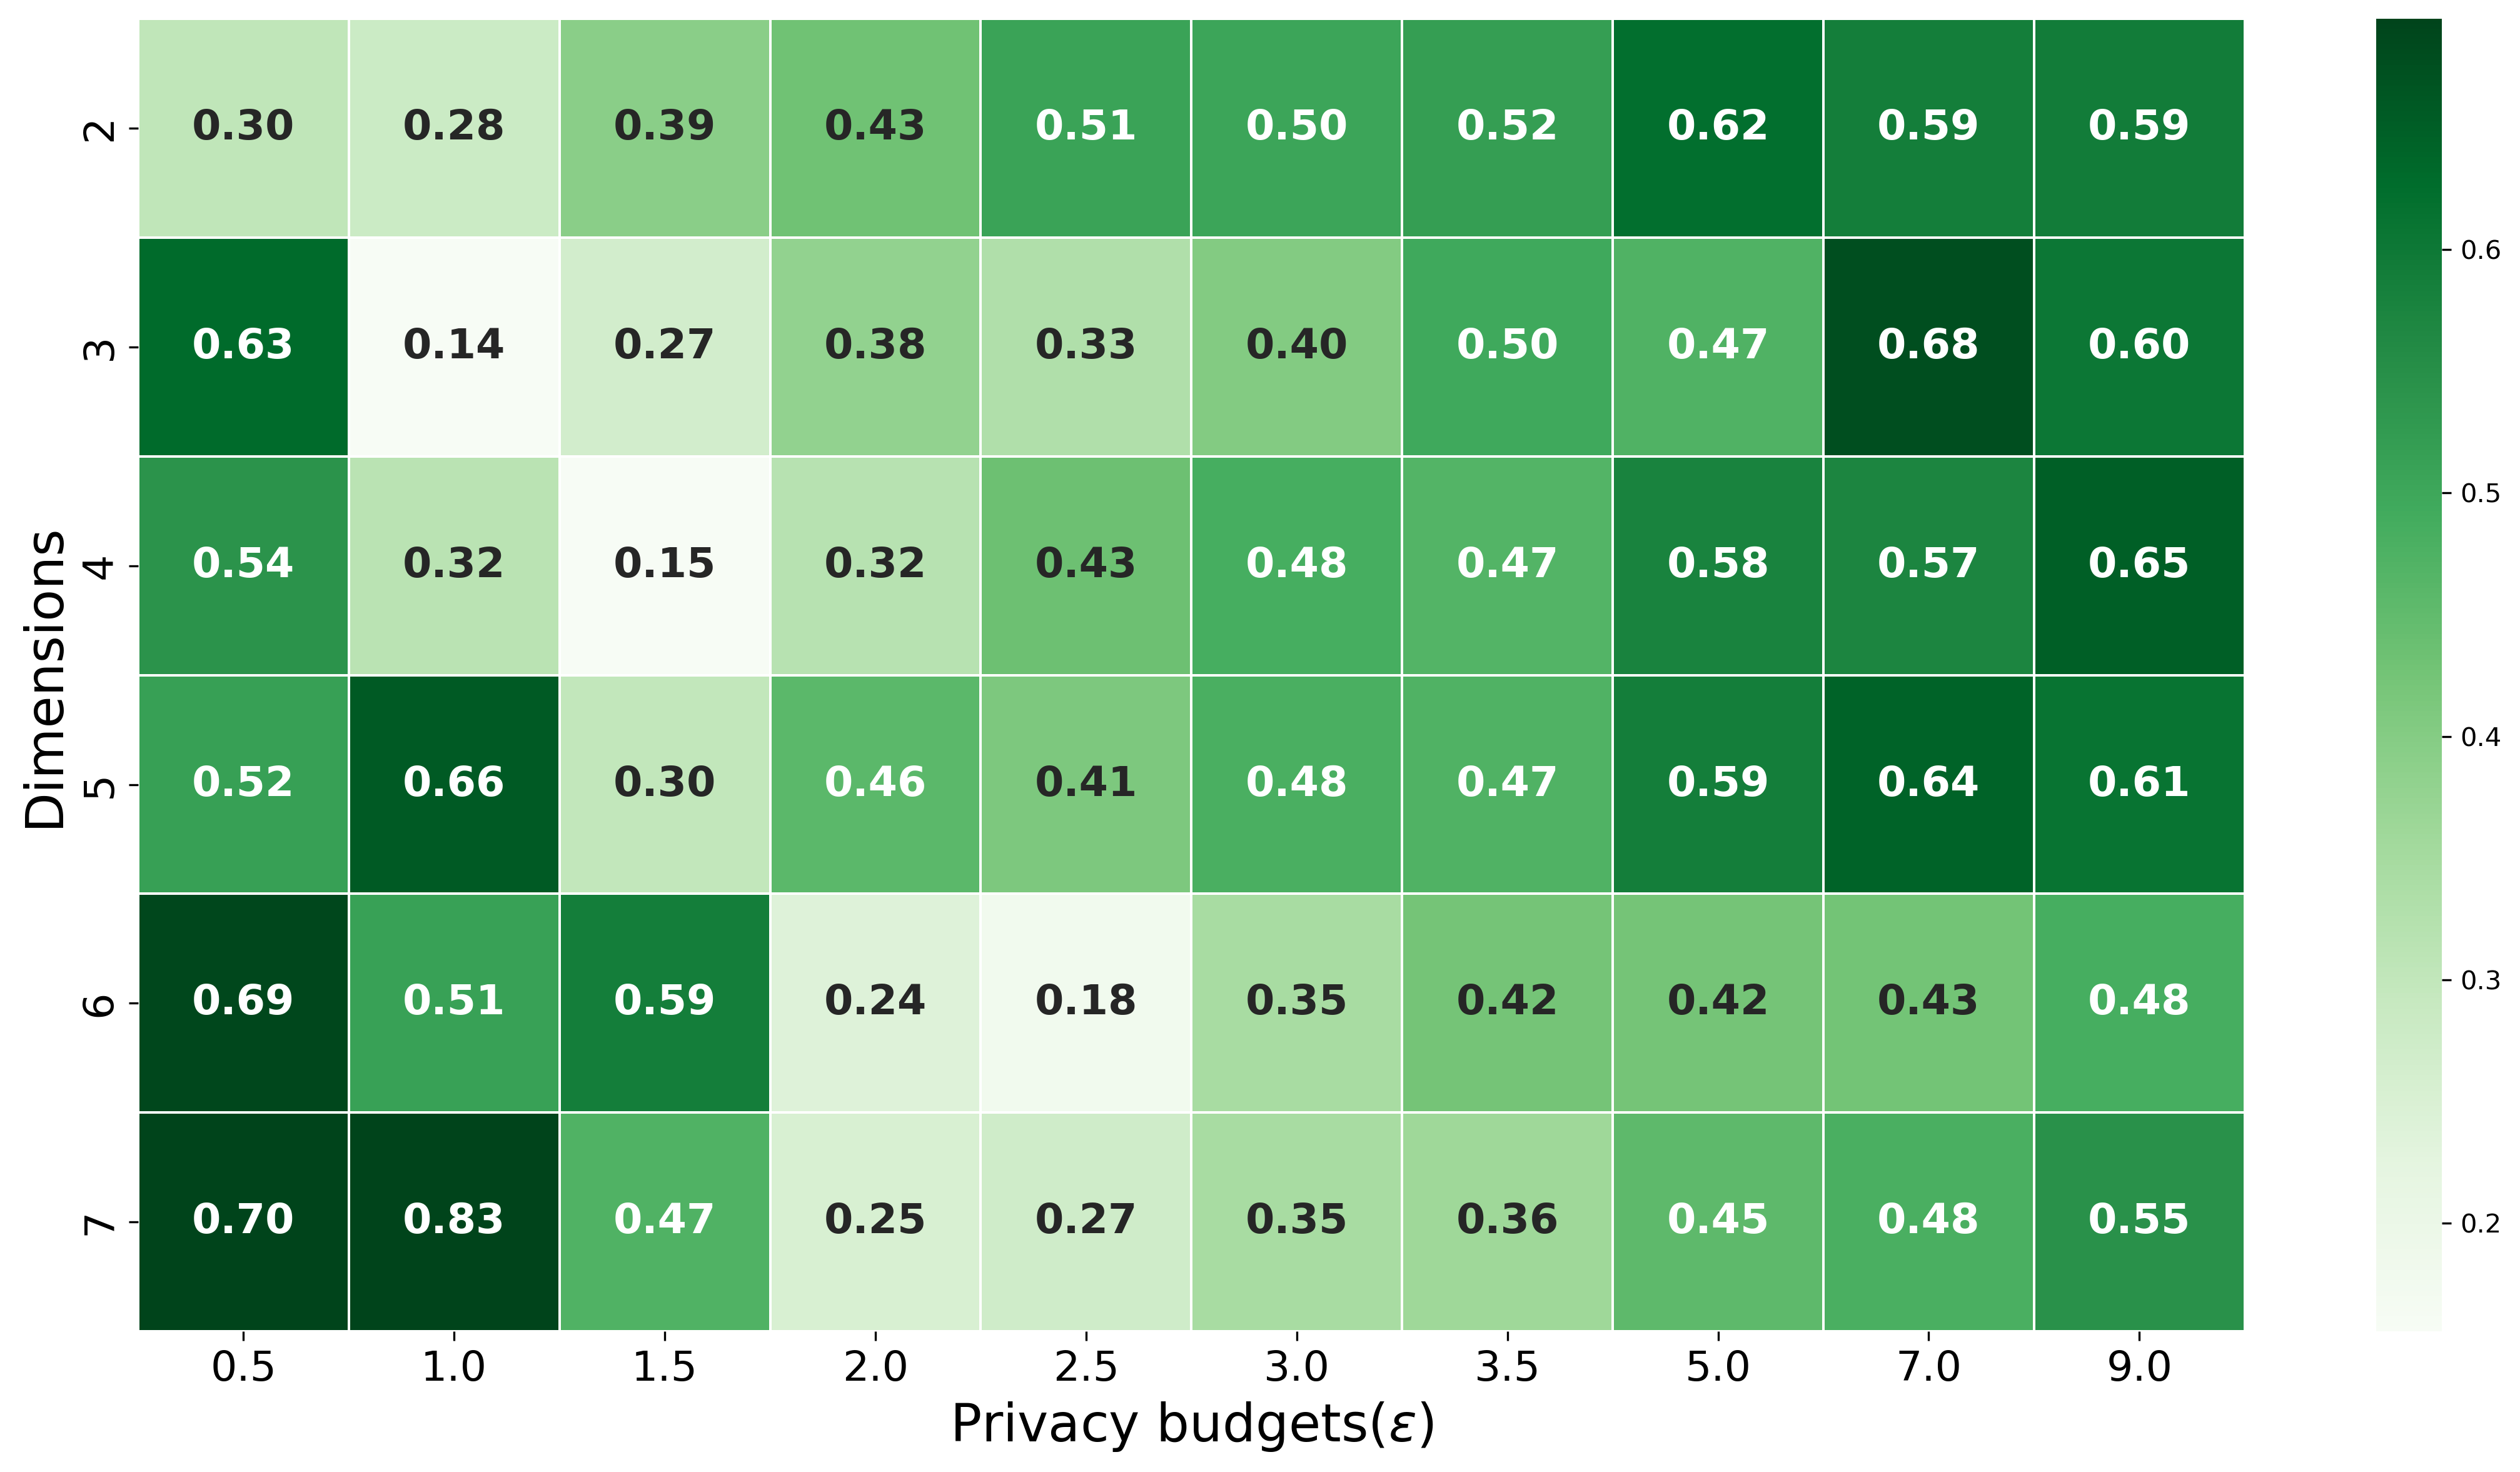 2 0.30 0.28 0.39 0.43 0.51 0.50 0.52 0.62 0.59 0.59
3 0.63 0.14 0.27 0.38 0.33 0.40 0.50 0.47 0.68 0.60
4 0.54 0.32 0.15 0.32 0.43 0.48 0.47 0.58 0.57 0.65
5 0.52 0.66 0.30 0.46 0.41 0.48 0.47 0.59 0.64 0.61
6 0.69 0.51 0.59 0.24 0.18 0.35 0.42 0.42 0.43 0.48
7 0.70 0.83 0.47 0.25 0.27 0.35 0.36 0.45 0.48 0.55
0.5 1.0 1.5 2.0 2.5 3.0 3.5 5.0 7.0 9.0
Privacy budgets(ε)
Dimensions
0.6
0.5
0.4
0.3
0.2